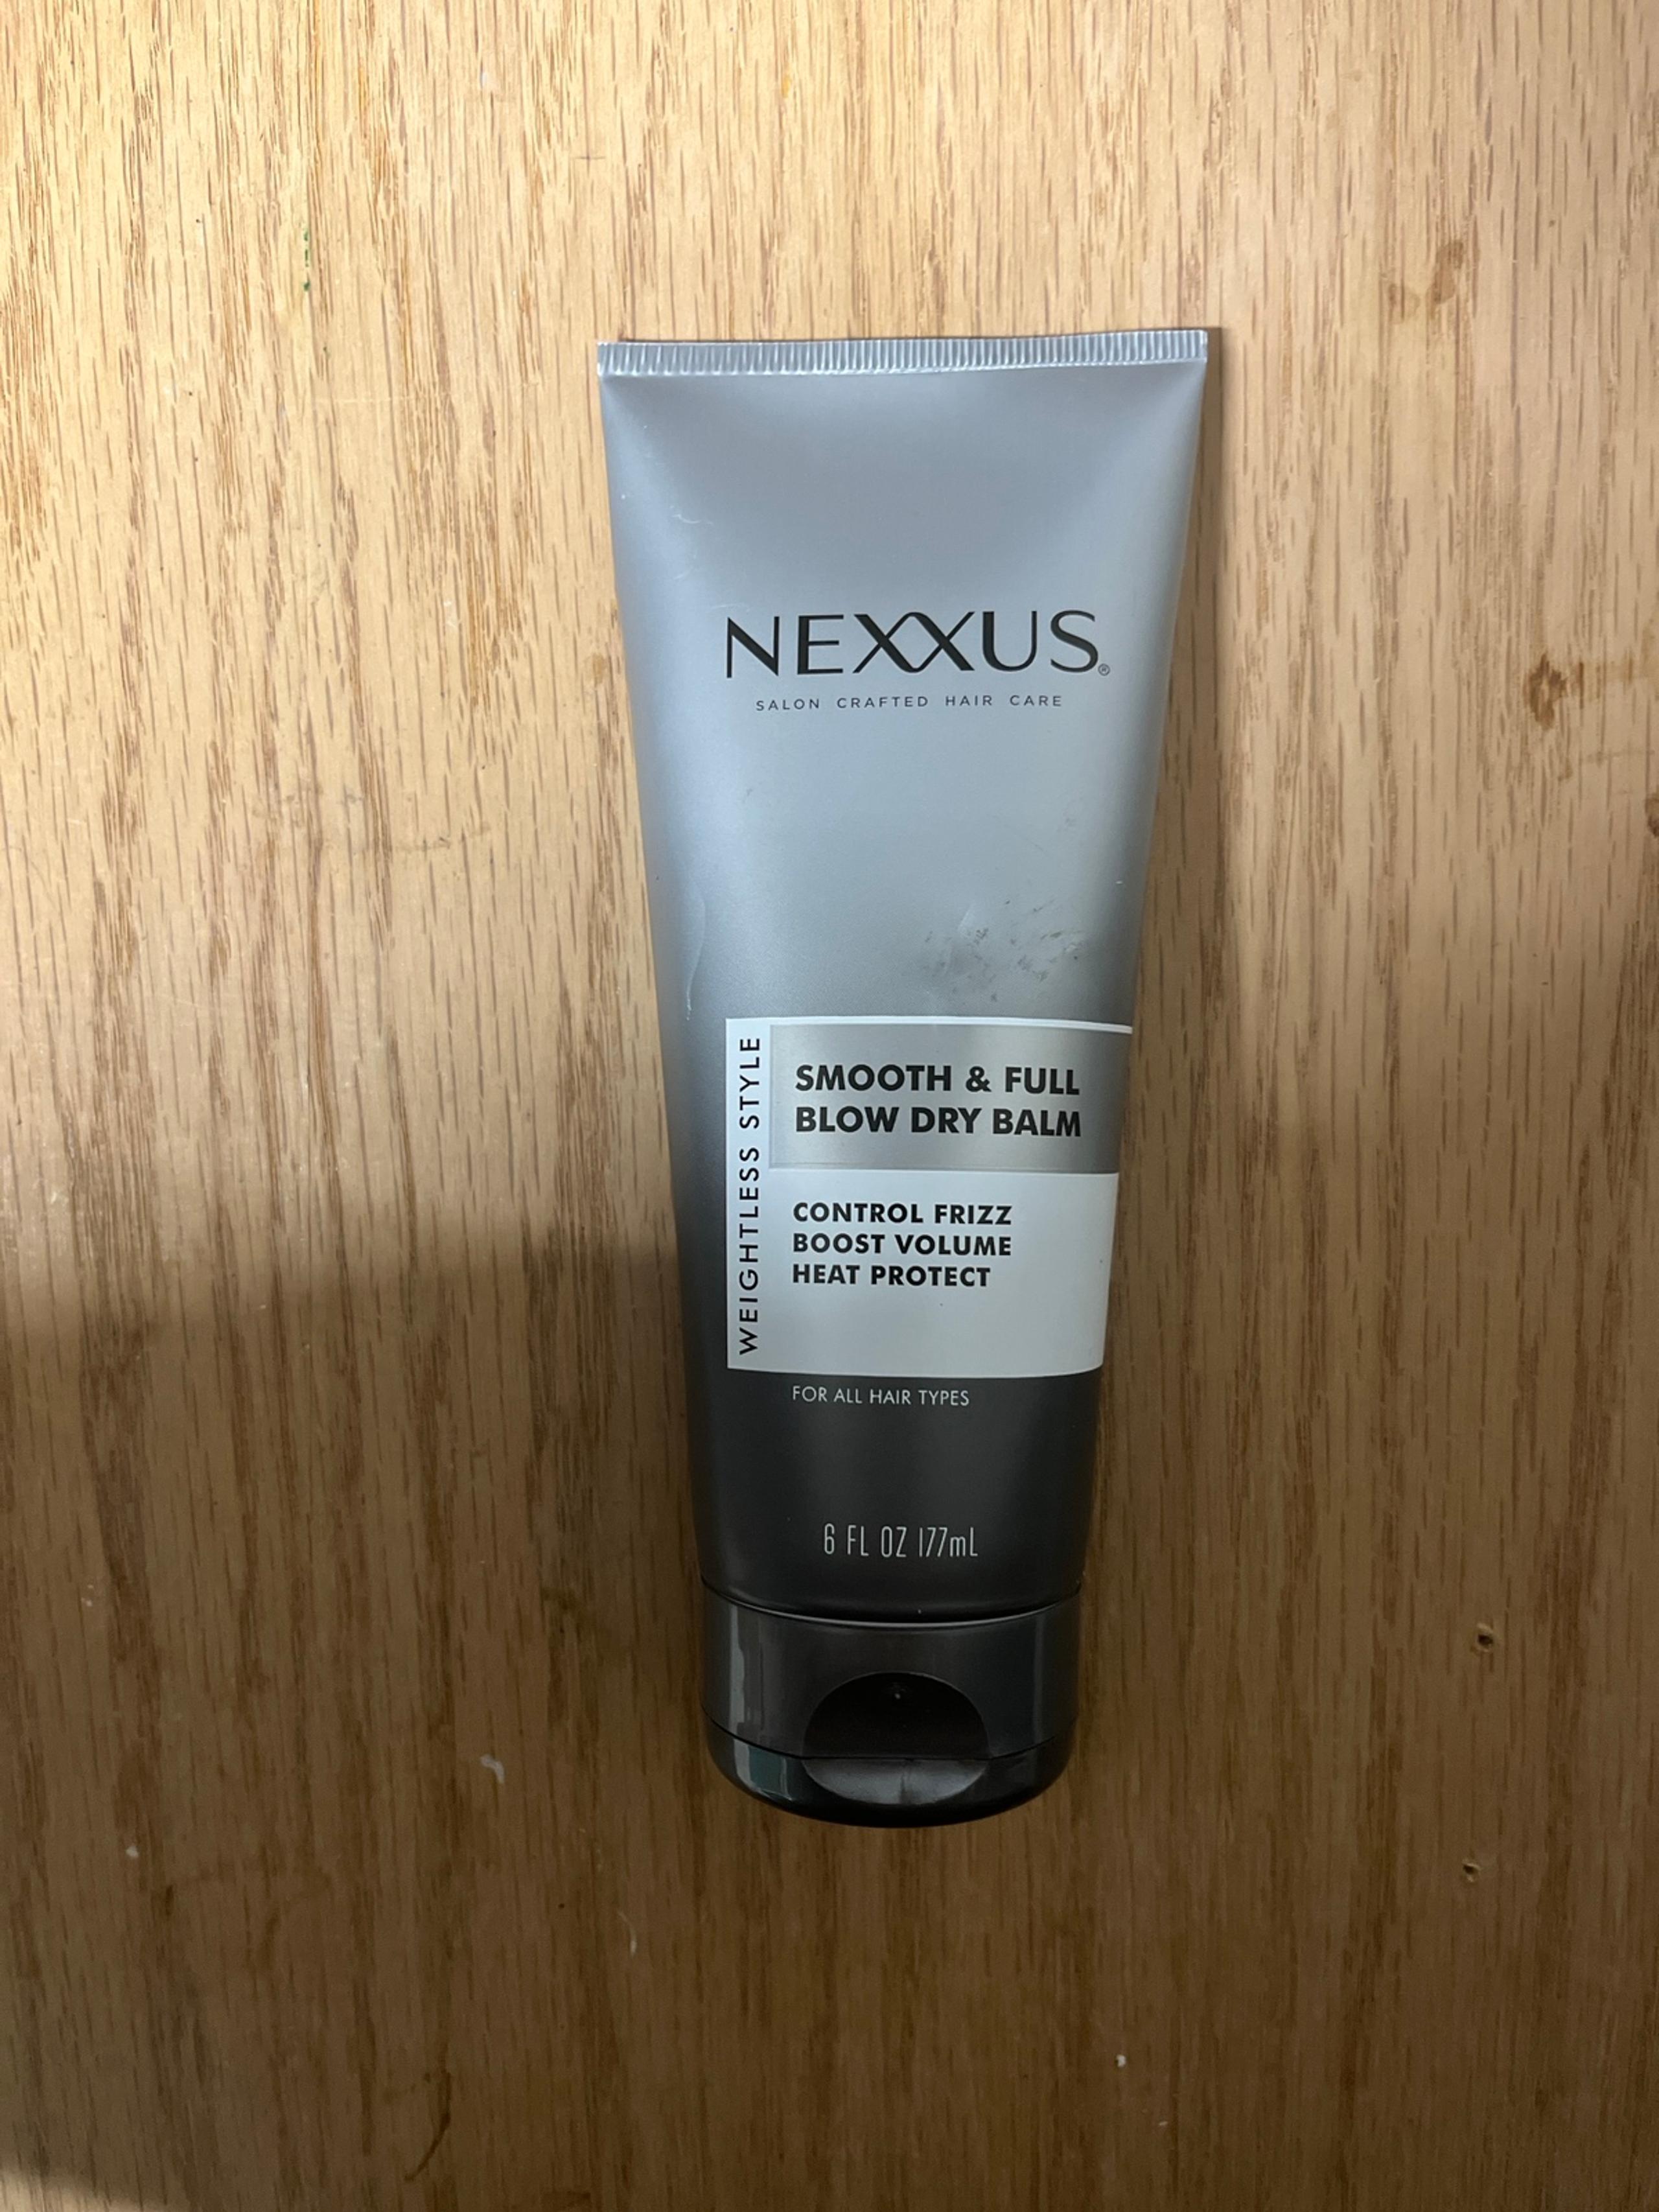 NEXXUS®
SALON CRAFTED HAIR CARE
WEIGHTLESS STYLE
SMOOTH & FULL
BLOW DRY BALM
CONTROL FRIZZ
BOOST VOLUME
HEAT PROTECT
FOR ALL HAIR TYPES
6 FL OZ 177mL